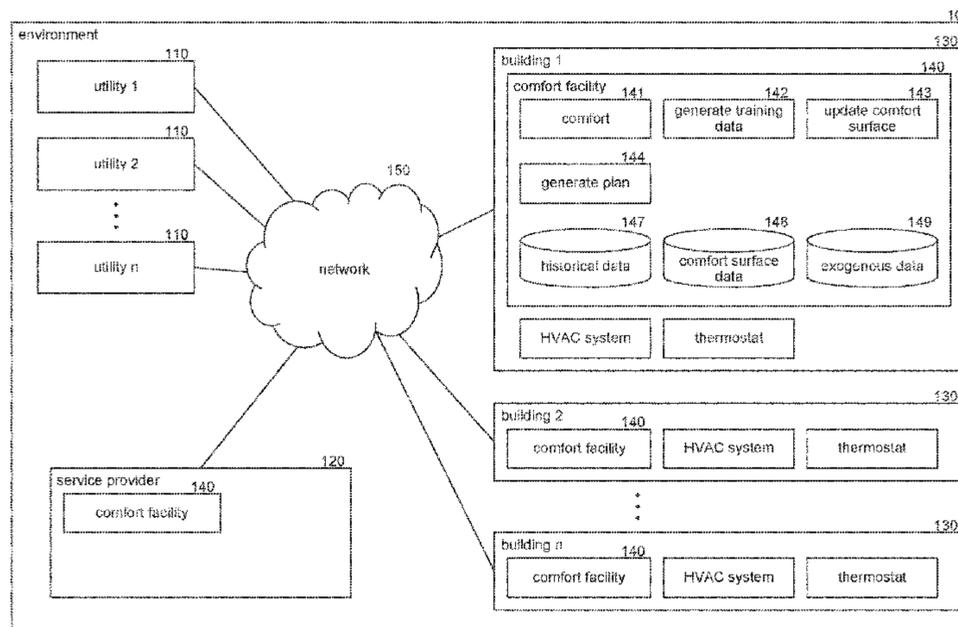 10
environment
110
utility 1
110
utility 2
110
utility n
150
network
120
service provider
140
comfort facility
130
building 1
140
comfort facility
141
comfort
142
generate training
data
143
update comfort
surface
144
generate plan
147
historical data
148
comfort surface
data
149
exogenous data
HVAC system
thermostat
130
building 2
140
comfort facility
HVAC system
thermostat
130
building n
140
comfort facility
HVAC system
thermostat